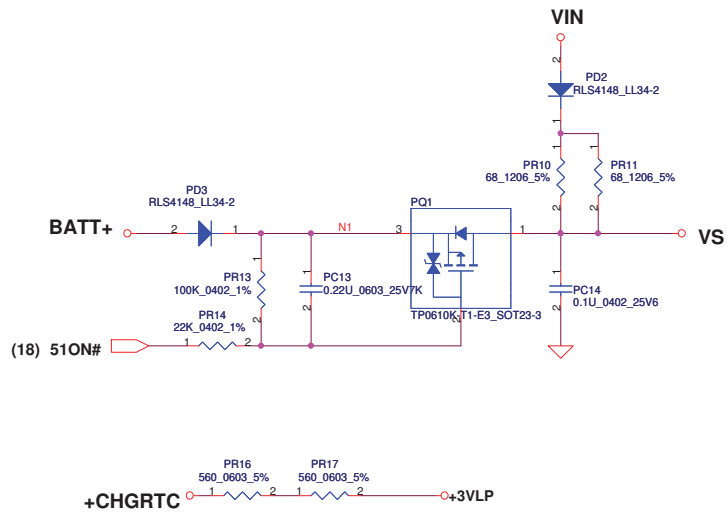 VIN
2
PD2
RLS4148_LL34-2
1
1
1
PR10
68_1206_5%
PR11
68_1206_5%
2
2
PD3
RLS4148_LL34-2
PQ1
BATT+
2
1
N1
3
1
VS
1
1
1
PR13
100K_0402_1%
PC13
0.22U_0603_25V7K
PC14
0.1U_0402_25V6
2
2
2
2
TP0610K-T1-E3_SOT23-3
PR14
22K_0402_1%
(18) 51ON#
1
2
PR16
560_0603_5%
PR17
560_0603_5%
+CHGRTC
1
2
1
2
+3VLP